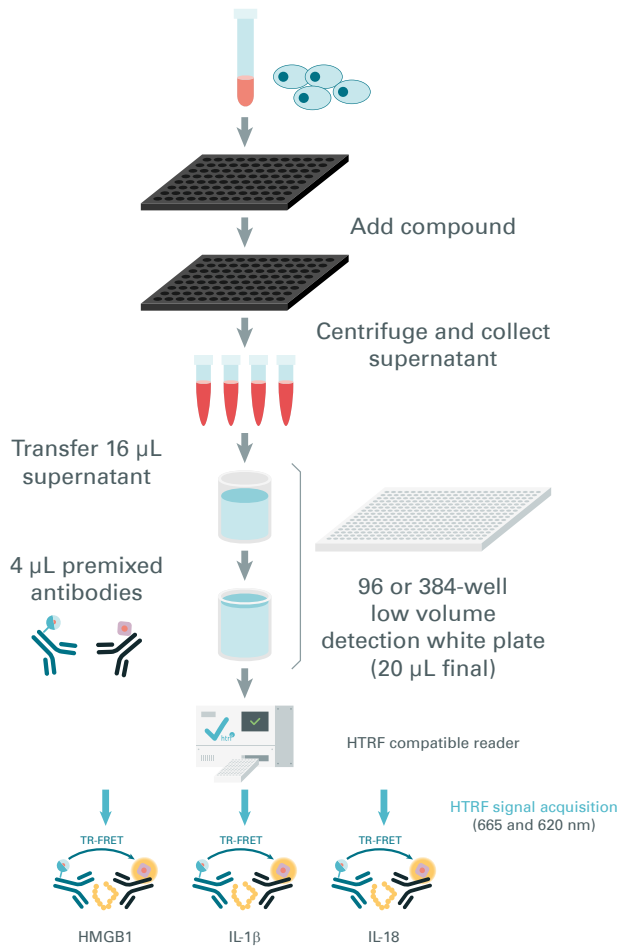 Add compound
Centrifuge and collect
supernatant
Transfer 16 µL
supernatant
4 µL premixed
antibodies
96 or 384-well
low volume
detection white plate
(20 µL final)
htrf
HTRF compatible reader
HTRF signal acquisition
(665 and 620 nm)
TR-FRET
TR-FRET
TR-FRET
HMGB1
IL-1β
IL-18